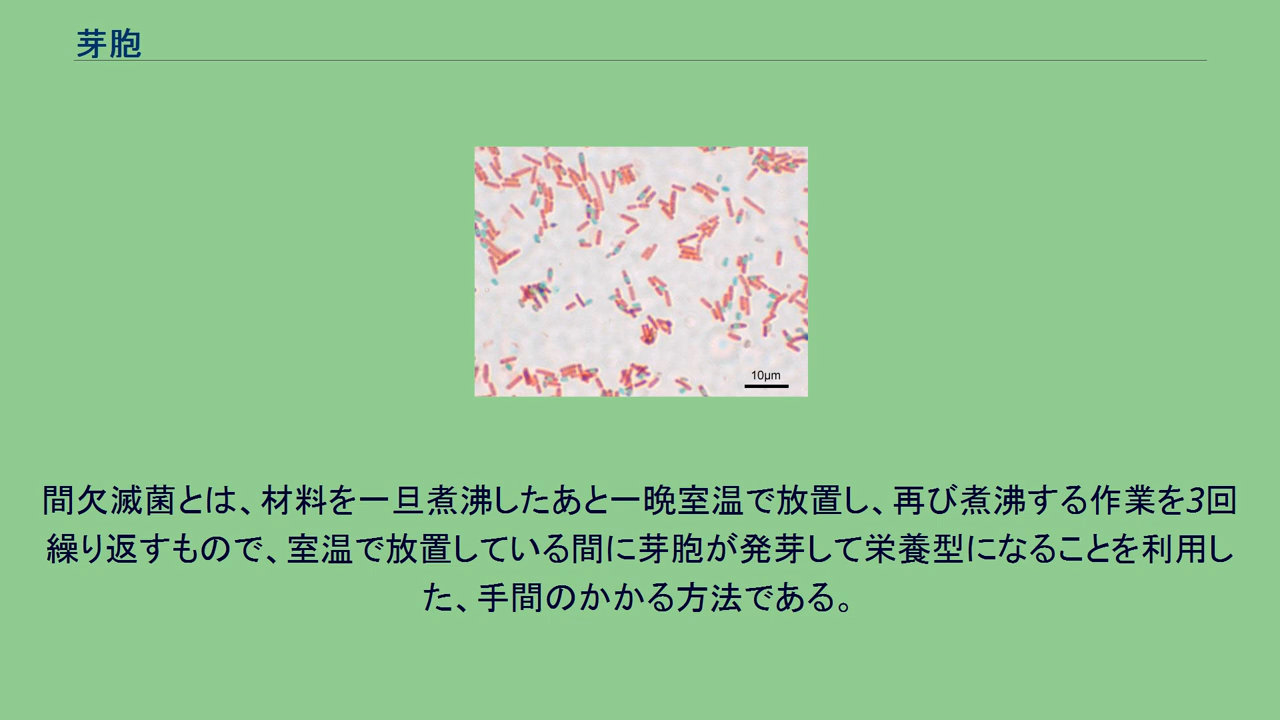 芽胞
10μm
間欠滅菌とは、材料を一旦煮沸したあと一晩室温で放置し、再び煮沸する作業を3回
繰り返すもので、室温で放置している間に芽胞が発芽して栄養型になることを利用し
た、手間のかかる方法である。